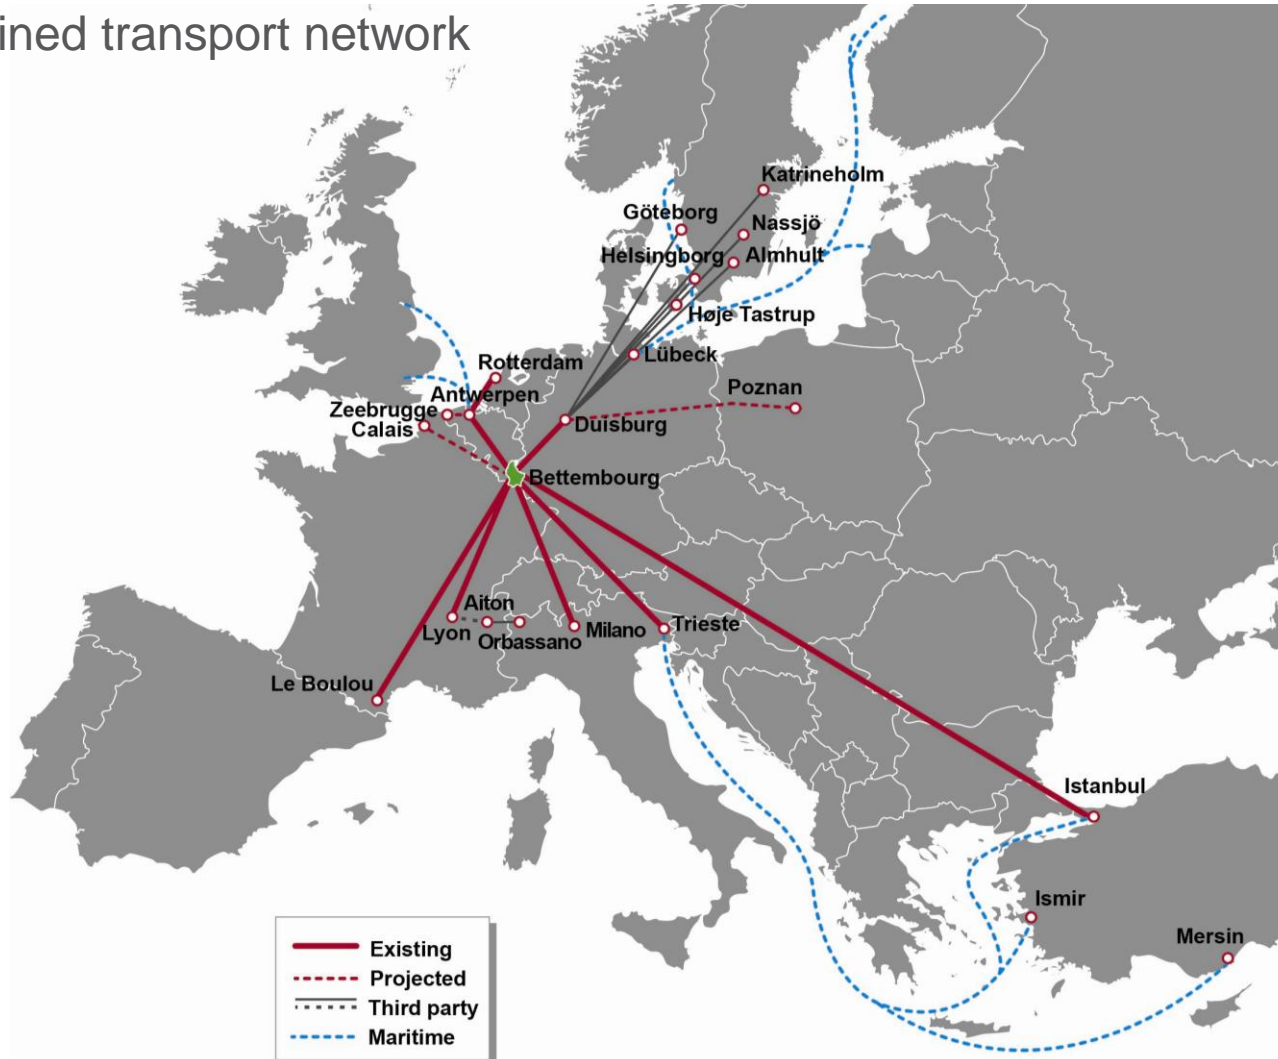 ined transport network
Katrineholm
Göteborg
Nassjö
Helsingborg
Almhult
Høje Tastrup
Lübeck
Rotterdam
Antwerpen
Poznan
Zeebrugge
Calais
Duisburg
Bettembourg
Aiton
Lyon
Orbassano
Milano
Trieste
Le Boulou
Istanbul
Ismir
Mersin
Existing
Projected
Third party
Maritime